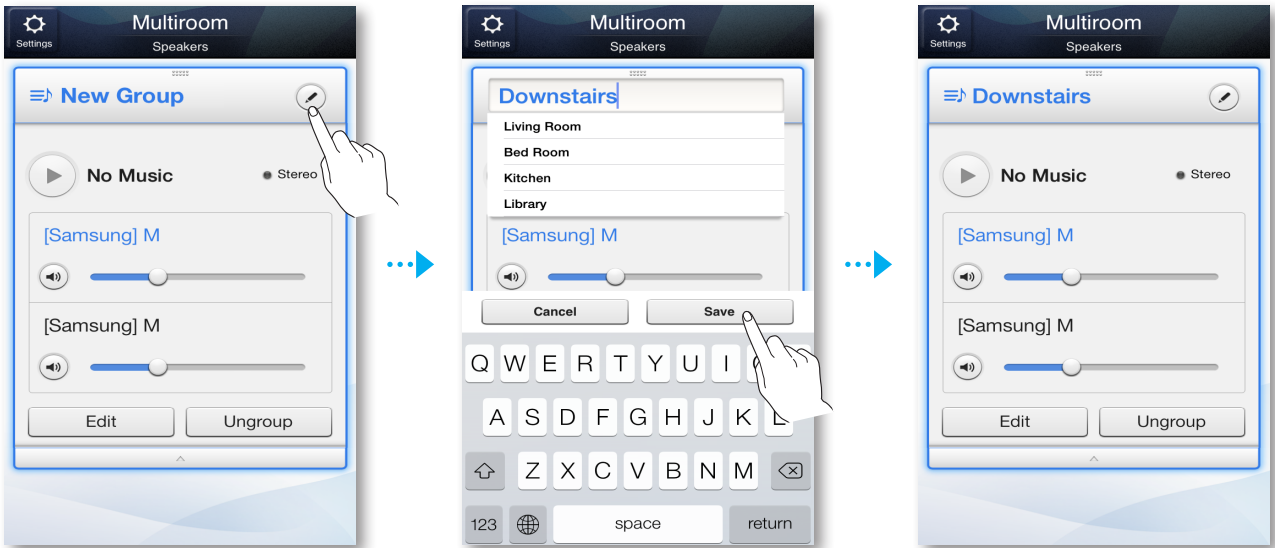 Multiroom
Settings
Speakers
New Group
No Music
Stereo
[Samsung] M
[Samsung] M
Edit
Ungroup
Multiroom
Settings
Speakers
Downstairs
Living Room
Bed Room
Kitchen
Library
[Samsung] M
Cancel
Save
Q W E R T Y U I
A S D F G H J K L
Z X C V B N M
123
space
return
Multiroom
Settings
Speakers
Downstairs
No Music
Stereo
[Samsung] M
[Samsung] M
Edit
Ungroup